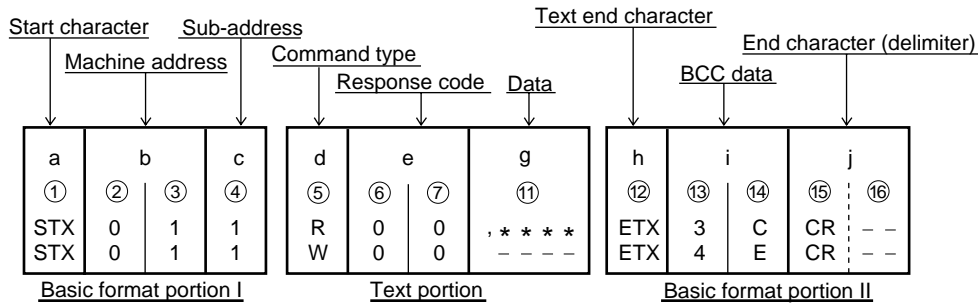 Start character Sub-address Text end character
Machine address Command type End character (delimiter)
Response code Data BCC data
a b c d e g h i j
① ② ③ ④ ⑤ ⑥ ⑦ ⑪ ⑫ ⑬ ⑭ ⑮ ⑯
STX 0 1 1 R 0 0 , * * * * ETX 3 C CR – –
STX 0 1 1 W 0 0 – – – – ETX 4 E CR – –
Basic format portion I Text portion Basic format portion II